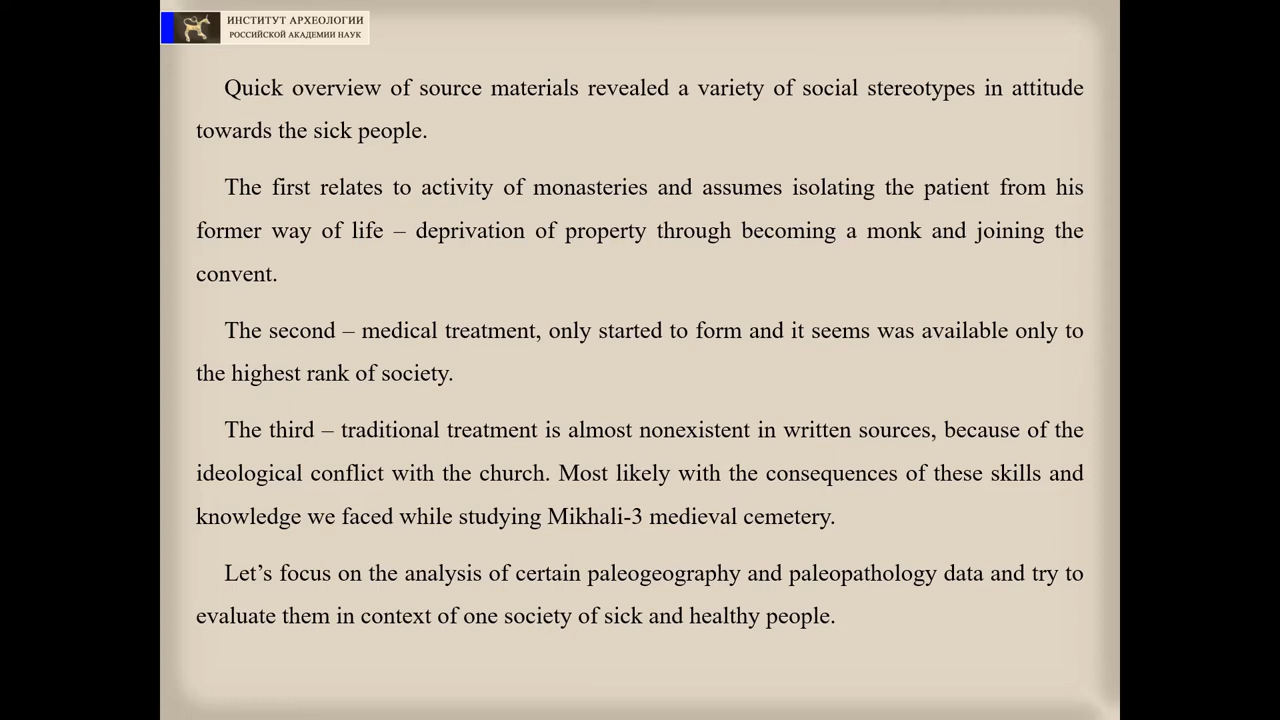 ИНСТИТУТ АРХЕОЛОГИИ
РОССИЙСКОЙ АКАДЕМИИ НАУК
Quick overview of source materials revealed a variety of social stereotypes in attitude
towards the sick people.
The first relates to activity of monasteries and assumes isolating the patient from his
former way of life – deprivation of property through becoming a monk and joining the
convent.
The second – medical treatment, only started to form and it seems was available only to
the highest rank of society.
The third – traditional treatment is almost nonexistent in written sources, because of the
ideological conflict with the church. Most likely with the consequences of these skills and
knowledge we faced while studying Mikhali-3 medieval cemetery.
Let’s focus on the analysis of certain paleogeography and paleopathology data and try to
evaluate them in context of one society of sick and healthy people.